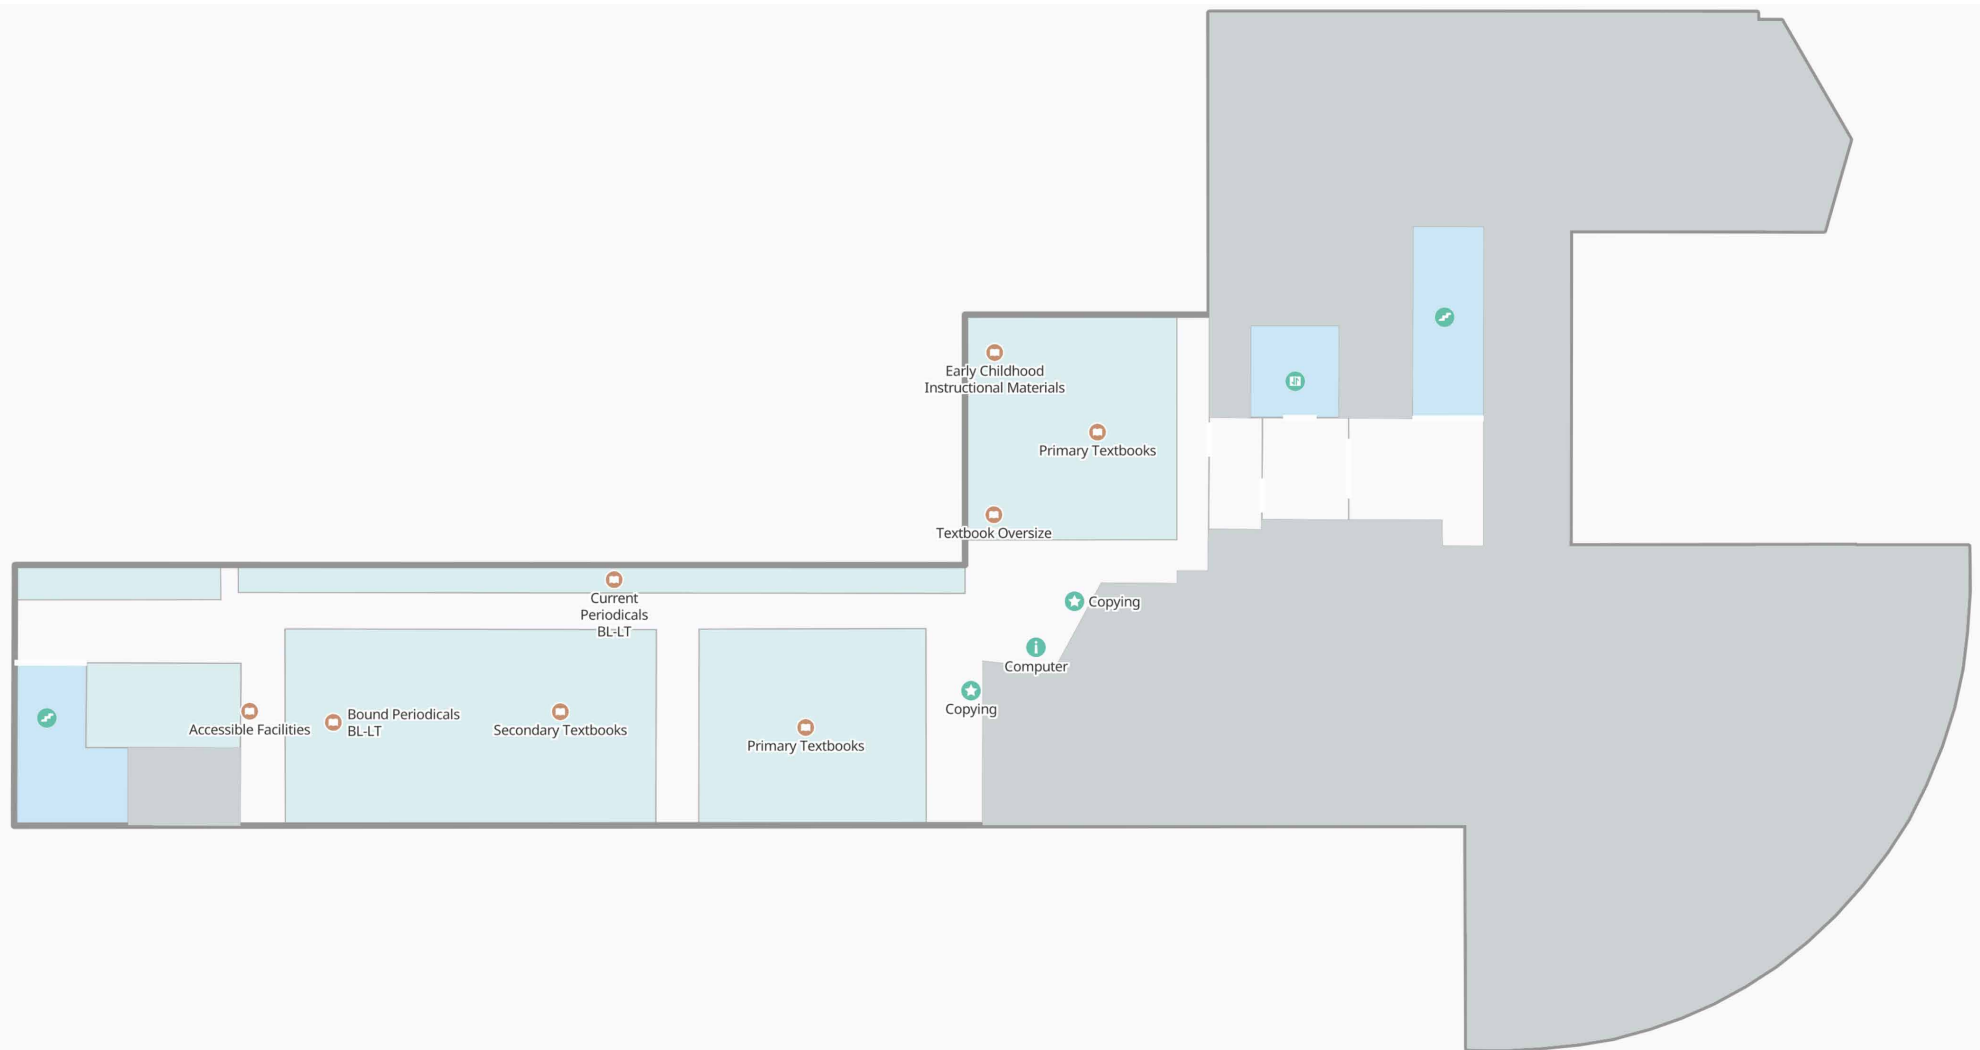 Early Childhood
Instructional Materials
Primary Textbooks
Textbook Oversize
Current
Periodicals
BL-LT
Copying
Computer
Copying
Accessible Facilities
Bound Periodicals
BL-LT
Secondary Textbooks
Primary Textbooks